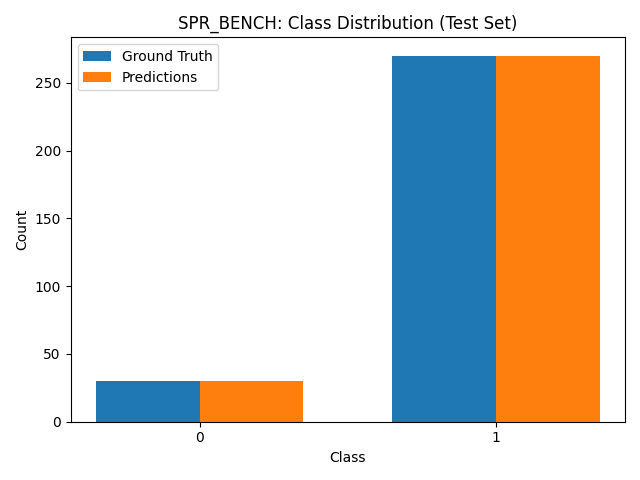 SPR_BENCH: Class Distribution (Test Set)
Ground Truth
Predictions
250
200
150
100
50
0
Count
0 1
Class